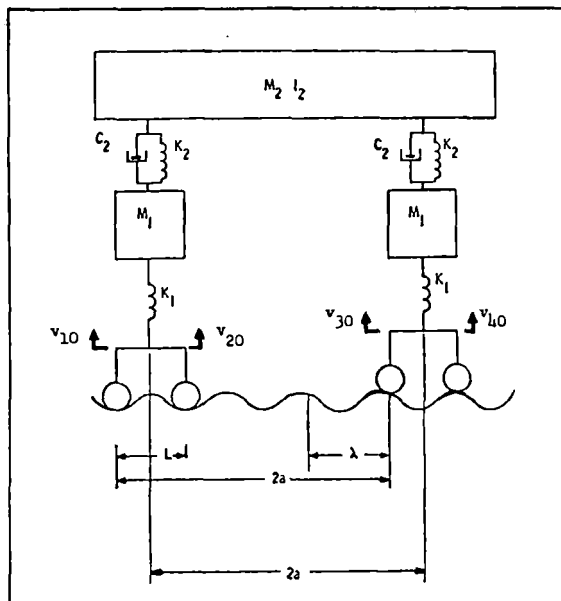 M₂ I₂
C₂ K₂
C₂ K₂
M₁
M₁
K₁
K₁
v₁₀ v₂₀
v₃₀ v₄₀
L
λ
2a
2a